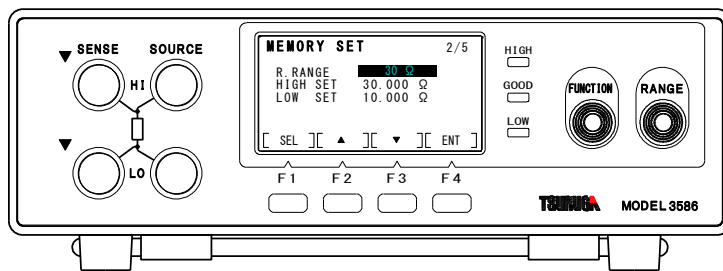 SENSE SOURCE
HI
LO
MEMORY SET 2/5
R.RANGE 30 Ω
HIGH SET 30.000 Ω
LOW SET 10.000 Ω
[ SEL ][ ▲ ][ ▼ ][ ENT ]
F1 F2 F3 F4
HIGH
GOOD
LOW
FUNCTION RANGE
TSURUGA MODEL 3586